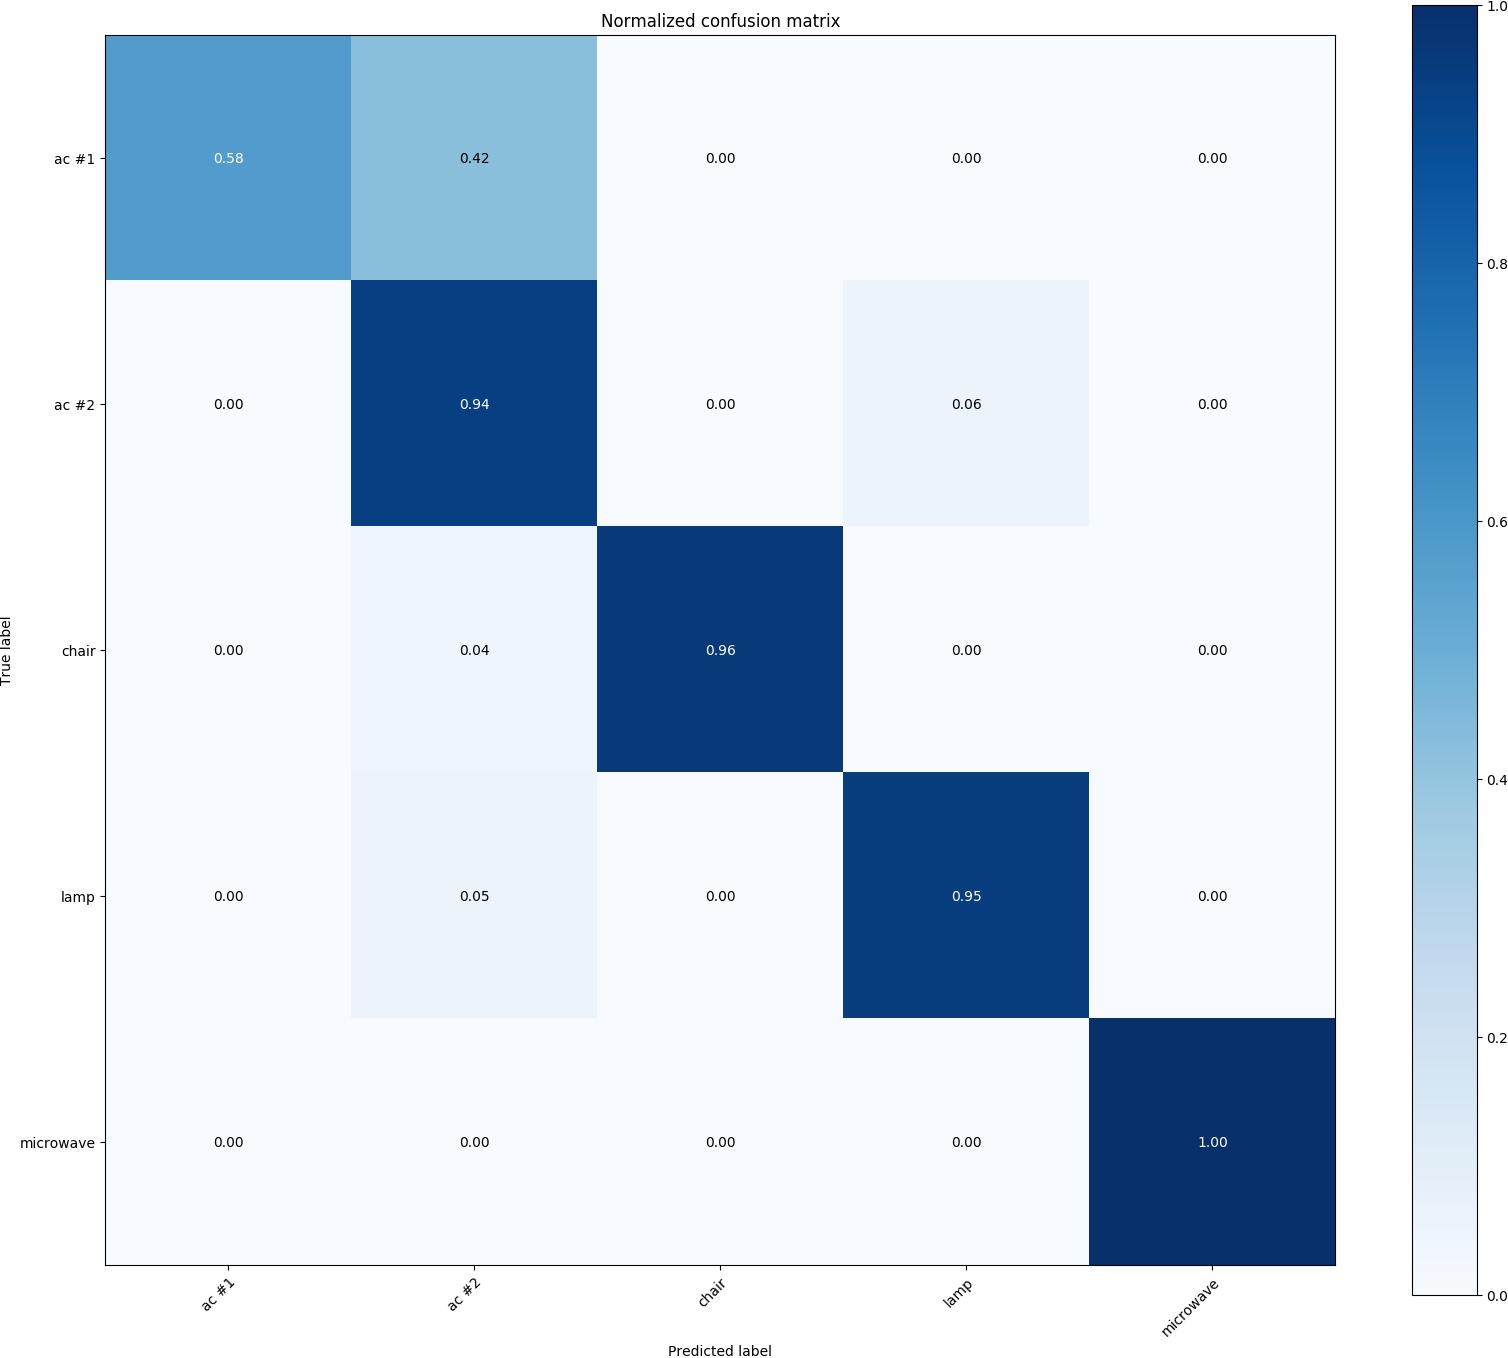 Normalized confusion matrix
ac #1 0.58 0.42 0.00 0.00 0.00
ac #2 0.00 0.94 0.00 0.06 0.00
chair 0.00 0.04 0.96 0.00 0.00
lamp 0.00 0.05 0.00 0.95 0.00
microwave 0.00 0.00 0.00 0.00 1.00
ac #1 ac #2 chair lamp microwave
Predicted label
True label
1.0
0.8
0.6
0.4
0.2
0.0